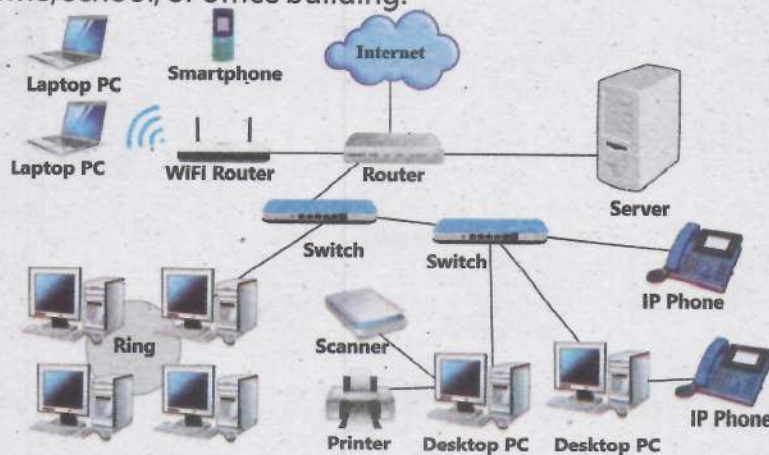 school, or office building.
Internet
Laptop PC
Smartphone
Laptop PC
WiFi Router
Router
Server
Switch
Switch
IP Phone
Ring
Scanner
Printer
Desktop PC
Desktop PC
IP Phone